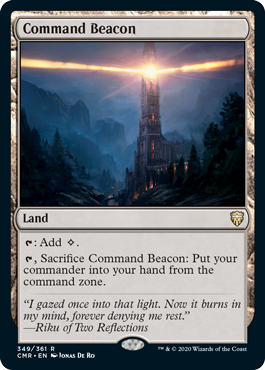 Command Beacon
Land
: Add .
, Sacrifice Command Beacon: Put your
commander into your hand from the
command zone.
“I gazed once into that light. Now it burns in
my mind, forever denying me rest.”
—Riku of Two Reflections
349/361 R
CMR • EN Jonas De Ro
™ & © 2020 Wizards of the Coast